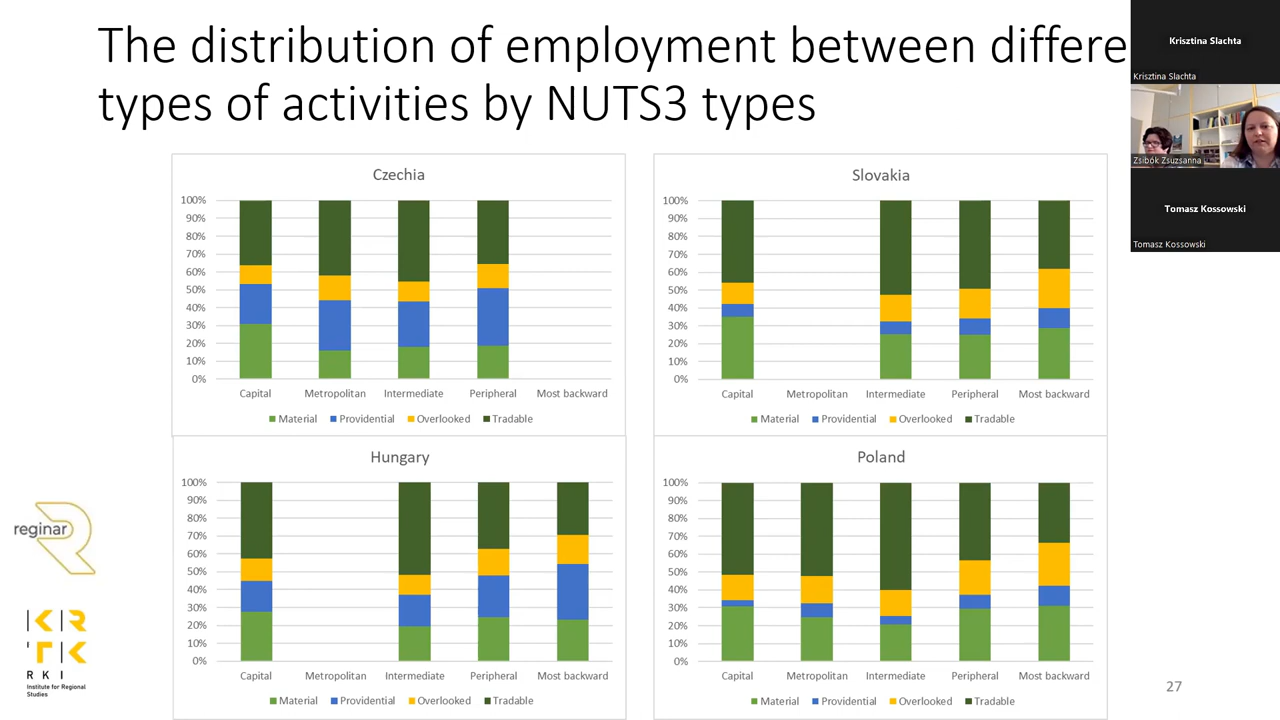 The distribution of employment between differe
types of activities by NUTS3 types
Krisztina Slachta
Krisztina Slachta
Zsibók Zsuzsanna
Tomasz Kossowski
Tomasz Kossowski
Czechia
100%
90%
80%
70%
60%
50%
40%
30%
20%
10%
0%
Capital Metropolitan Intermediate Peripheral Most backward
Material Providential Overlooked Tradable
Slovakia
100%
90%
80%
70%
60%
50%
40%
30%
20%
10%
0%
Capital Metropolitan Intermediate Peripheral Most backward
Material Providential Overlooked Tradable
Hungary
100%
90%
80%
70%
60%
50%
40%
30%
20%
10%
0%
Capital Metropolitan Intermediate Peripheral Most backward
Material Providential Overlooked Tradable
Poland
100%
90%
80%
70%
60%
50%
40%
30%
20%
10%
0%
Capital Metropolitan Intermediate Peripheral Most backward
Material Providential Overlooked Tradable
reginar
KR
TK
RKI
Institute for Regional
Studies
27